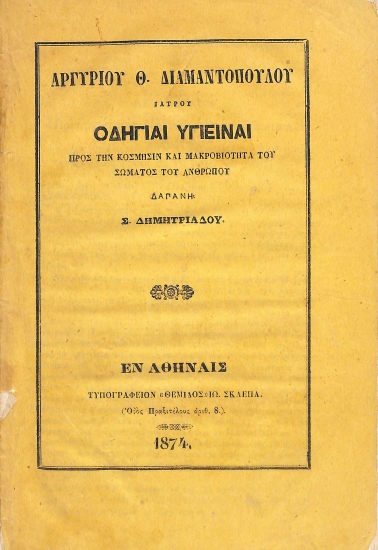 ΑΡΓΥΡΙΟΥ Θ. ΔΙΑΜΑΝΤΟΠΟΥΛΟΥ
ΙΑΤΡΟΥ
ΟΔΗΓΙΑΙ ΥΓΙΕΙΝΑΙ
ΠΡΟΣ ΤΗΝ ΚΟΣΜΗΣΙΝ ΚΑΙ ΜΑΚΡΟΒΙΟΤΗΤΑ ΤΟΥ
ΣΩΜΑΤΟΣ ΤΟΥ ΑΝΘΡΩΠΟΥ
ΔΑΠΑΝΗ
Σ. ΔΗΜΗΤΡΙΑΔΟΥ.
ΕΝ ΑΘΗΝΑΙΣ
ΤΥΠΟΓΡΑΦΕΙΟΝ «ΘΕΜΙΔΟΣ» ΙΩ. ΣΚΛΕΠΑ.
(Ὁδὸς Πραξιτέλους ἀριθ. 8.)
1874.